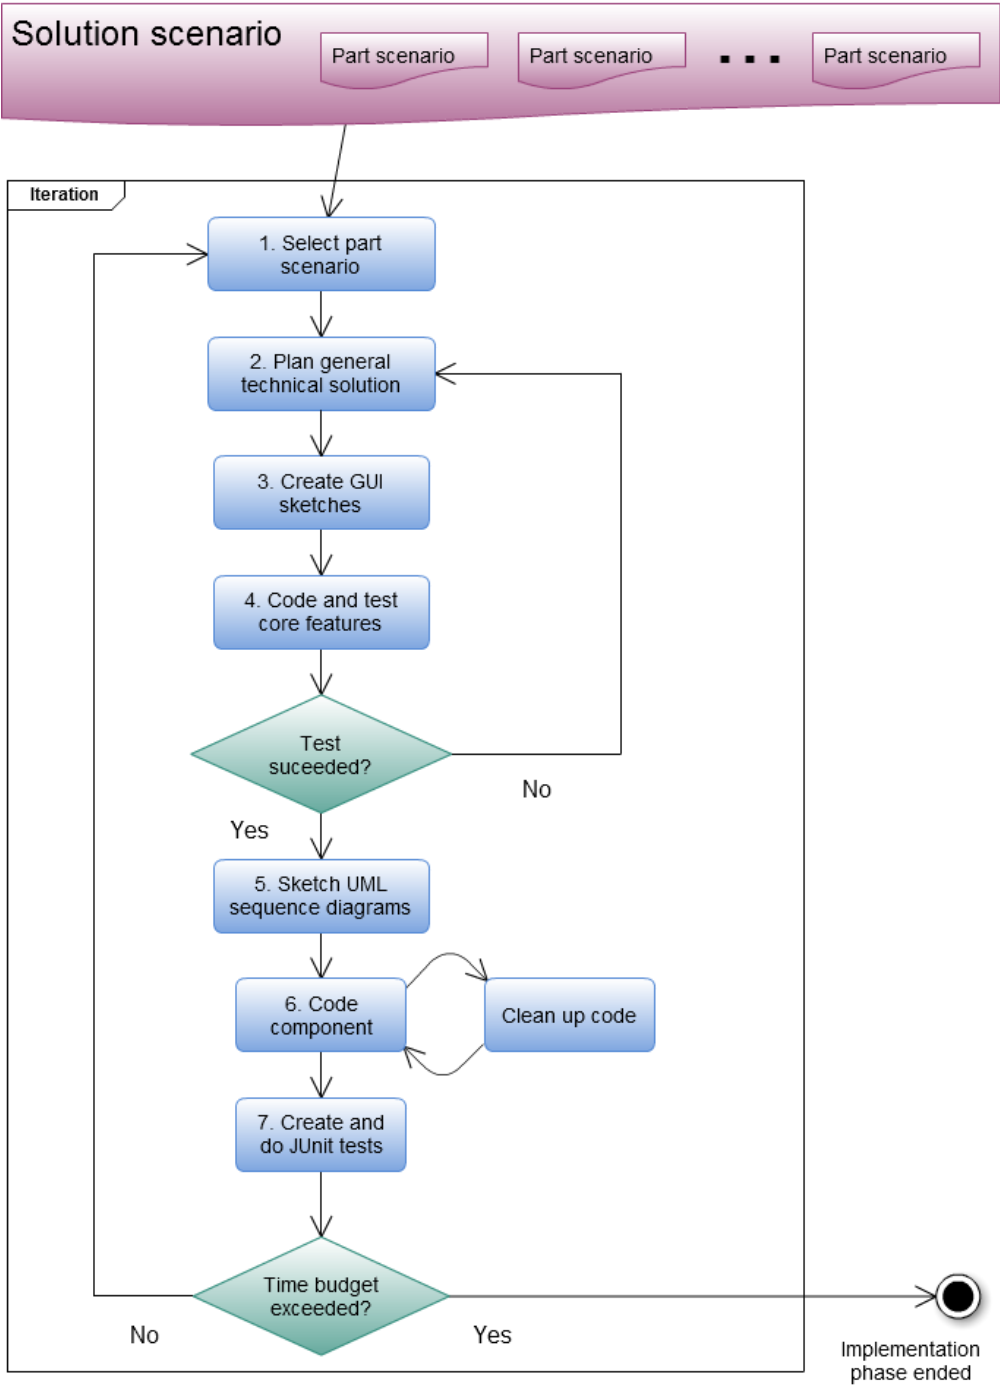 Solution scenario
Part scenario
Part scenario
...
Part scenario
Iteration
1. Select part
scenario
2. Plan general
technical solution
3. Create GUI
sketches
4. Code and test
core features
Test
suceeded?
No
Yes
5. Sketch UML
sequence diagrams
6. Code
component
Clean up code
7. Create and
do JUnit tests
Time budget
exceeded?
No
Yes
Implementation
phase ended